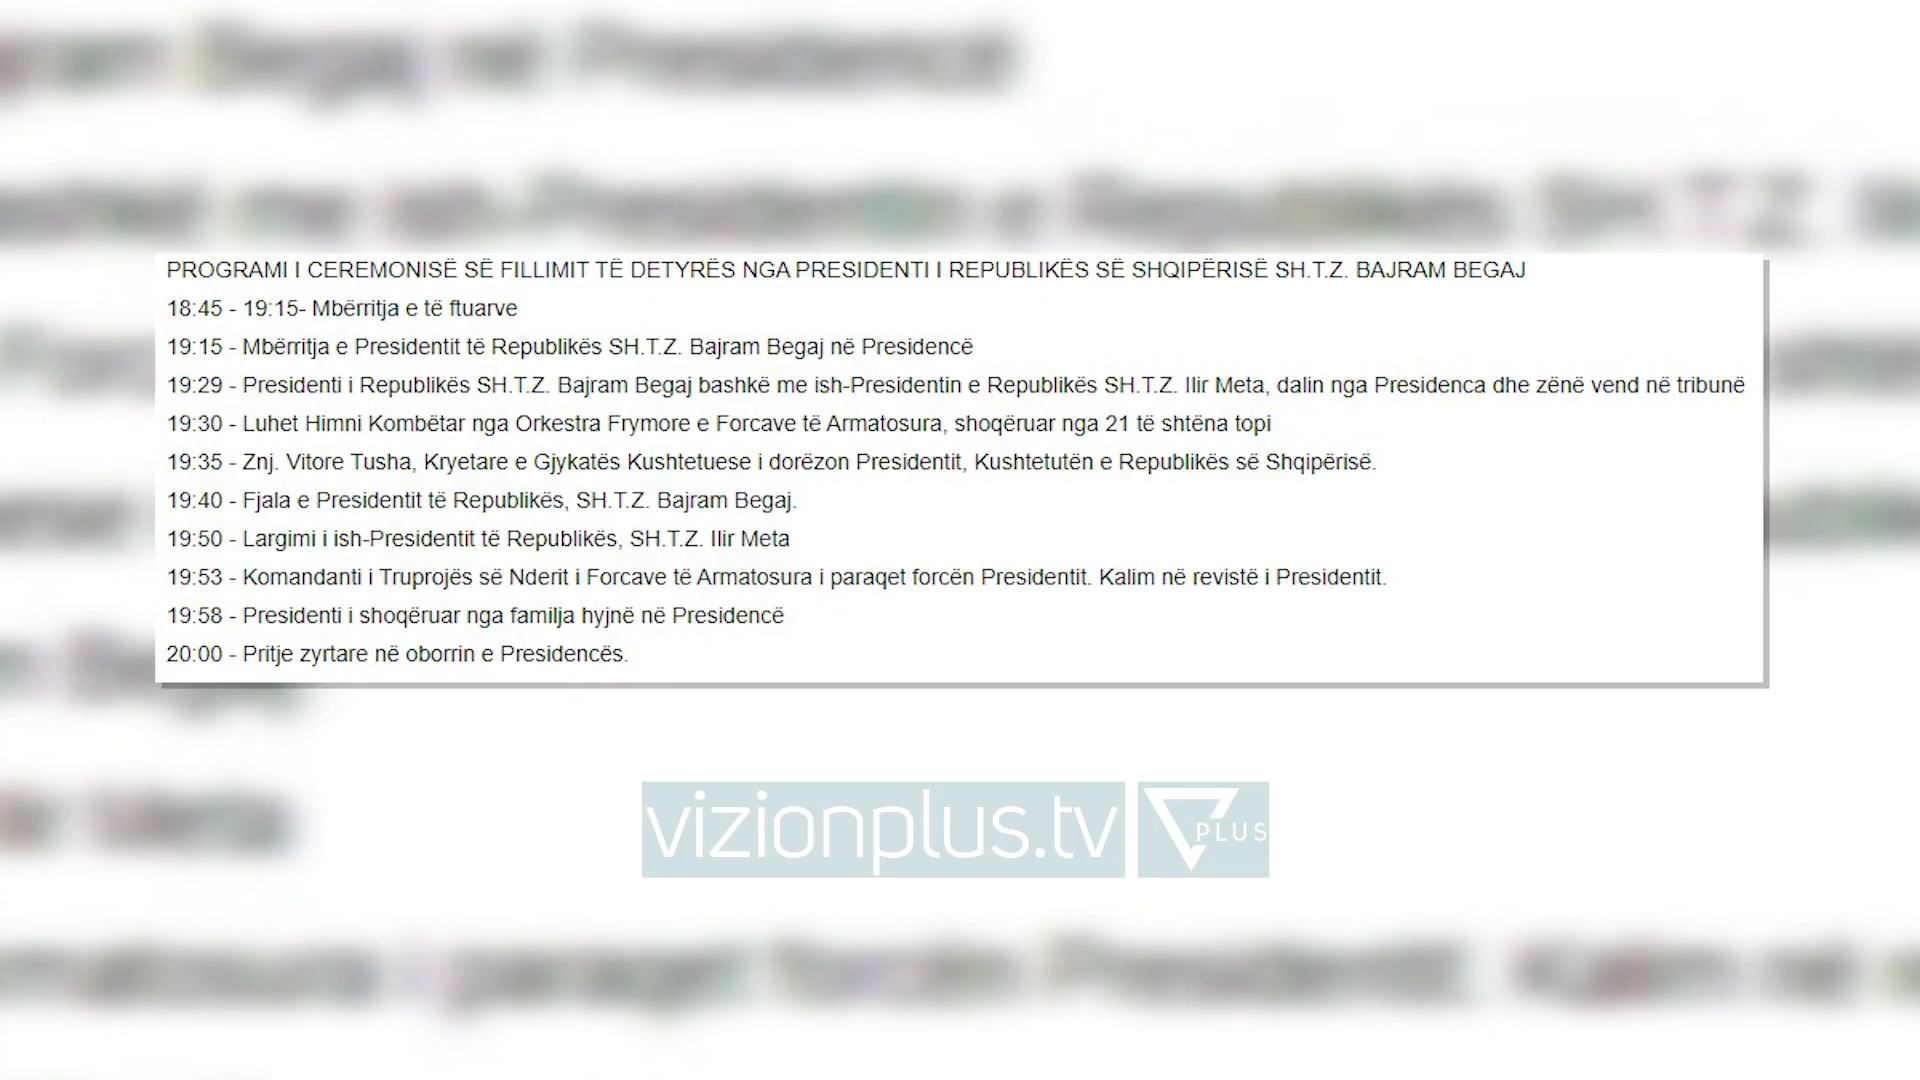 PROGRAMI I CEREMONISË SË FILLIMIT TË DETYRËS NGA PRESIDENTI I REPUBLIKËS SË SHQIPËRISË SH.T.Z. BAJRAM BEGAJ
18:45 - 19:15- Mbërritja e të ftuarve
19:15 - Mbërritja e Presidentit të Republikës SH.T.Z. Bajram Begaj në Presidencë
19:29 - Presidenti i Republikës SH.T.Z. Bajram Begaj bashkë me ish-Presidentin e Republikës SH.T.Z. Ilir Meta, dalin nga Presidenca dhe zënë vend në tribunë
19:30 - Luhet Himni Kombëtar nga Orkestra Frymore e Forcave të Armatosura, shoqëruar nga 21 të shtëna topi
19:35 - Znj. Vitore Tusha, Kryetare e Gjykatës Kushtetuese i dorëzon Presidentit, Kushtetutën e Republikës së Shqipërisë.
19:40 - Fjala e Presidentit të Republikës, SH.T.Z. Bajram Begaj.
19:50 - Largimi i ish-Presidentit të Republikës, SH.T.Z. Ilir Meta
19:53 - Komandanti i Truprojës së Nderit i Forcave të Armatosura i paraqet forcën Presidentit. Kalim në revistë i Presidentit.
19:58 - Presidenti i shoqëruar nga familja hyjnë në Presidencë
20:00 - Pritje zyrtare në oborrin e Presidencës.
vizionplus.tv PLUS